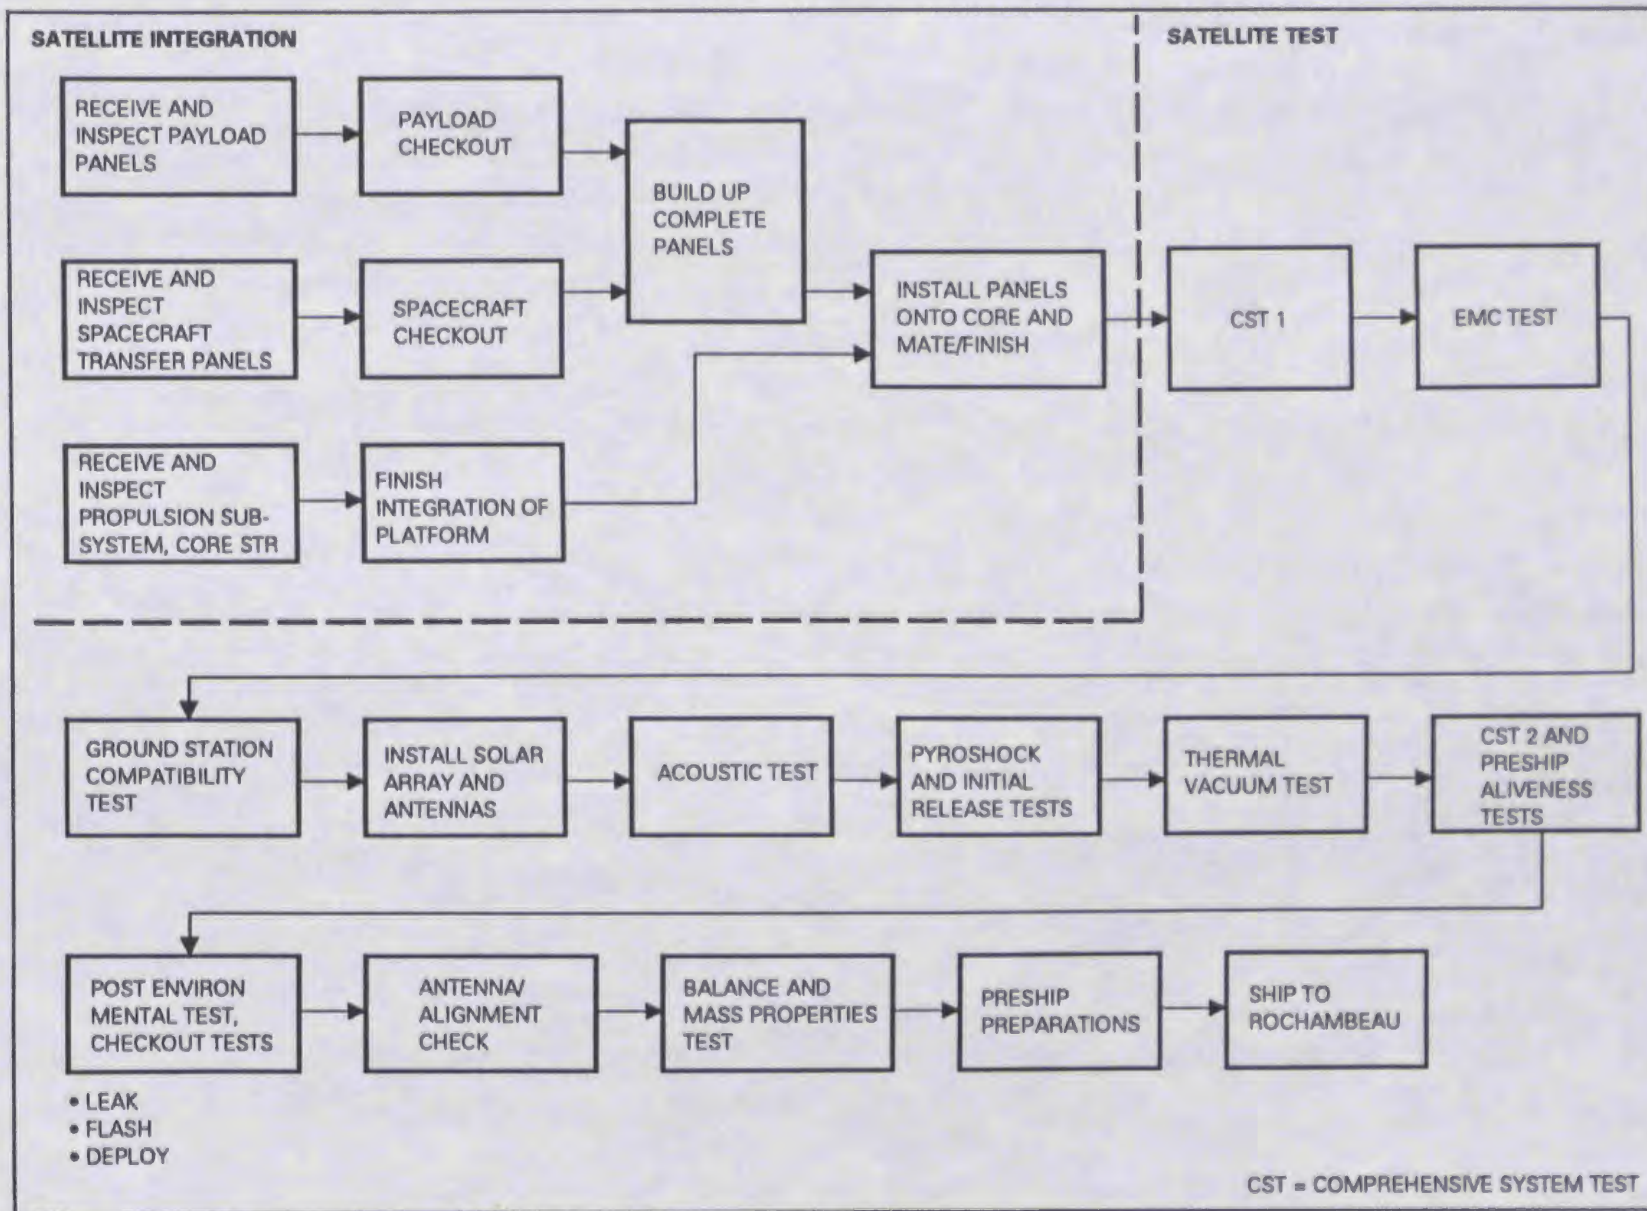 SATELLITE INTEGRATION
SATELLITE TEST
RECEIVE AND
INSPECT PAYLOAD
PANELS
PAYLOAD
CHECKOUT
BUILD UP
COMPLETE
PANELS
RECEIVE AND
INSPECT
SPACECRAFT
TRANSFER PANELS
SPACECRAFT
CHECKOUT
INSTALL PANELS
ONTO CORE AND
MATE/FINISH
CST 1
EMC TEST
RECEIVE AND
INSPECT
PROPULSION SUB-
SYSTEM, CORE STR
FINISH
INTEGRATION OF
PLATFORM
GROUND STATION
COMPATIBILITY
TEST
INSTALL SOLAR
ARRAY AND
ANTENNAS
ACOUSTIC TEST
PYROSHOCK
AND INITIAL
RELEASE TESTS
THERMAL
VACUUM TEST
CST 2 AND
PRESHIP
ALIVENESS
TESTS
POST ENVIRON
MENTAL TEST,
CHECKOUT TESTS
ANTENNA/
ALIGNMENT
CHECK
BALANCE AND
MASS PROPERTIES
TEST
PRESHIP
PREPARATIONS
SHIP TO
ROCHAMBEAU
• LEAK
• FLASH
• DEPLOY
CST = COMPREHENSIVE SYSTEM TEST